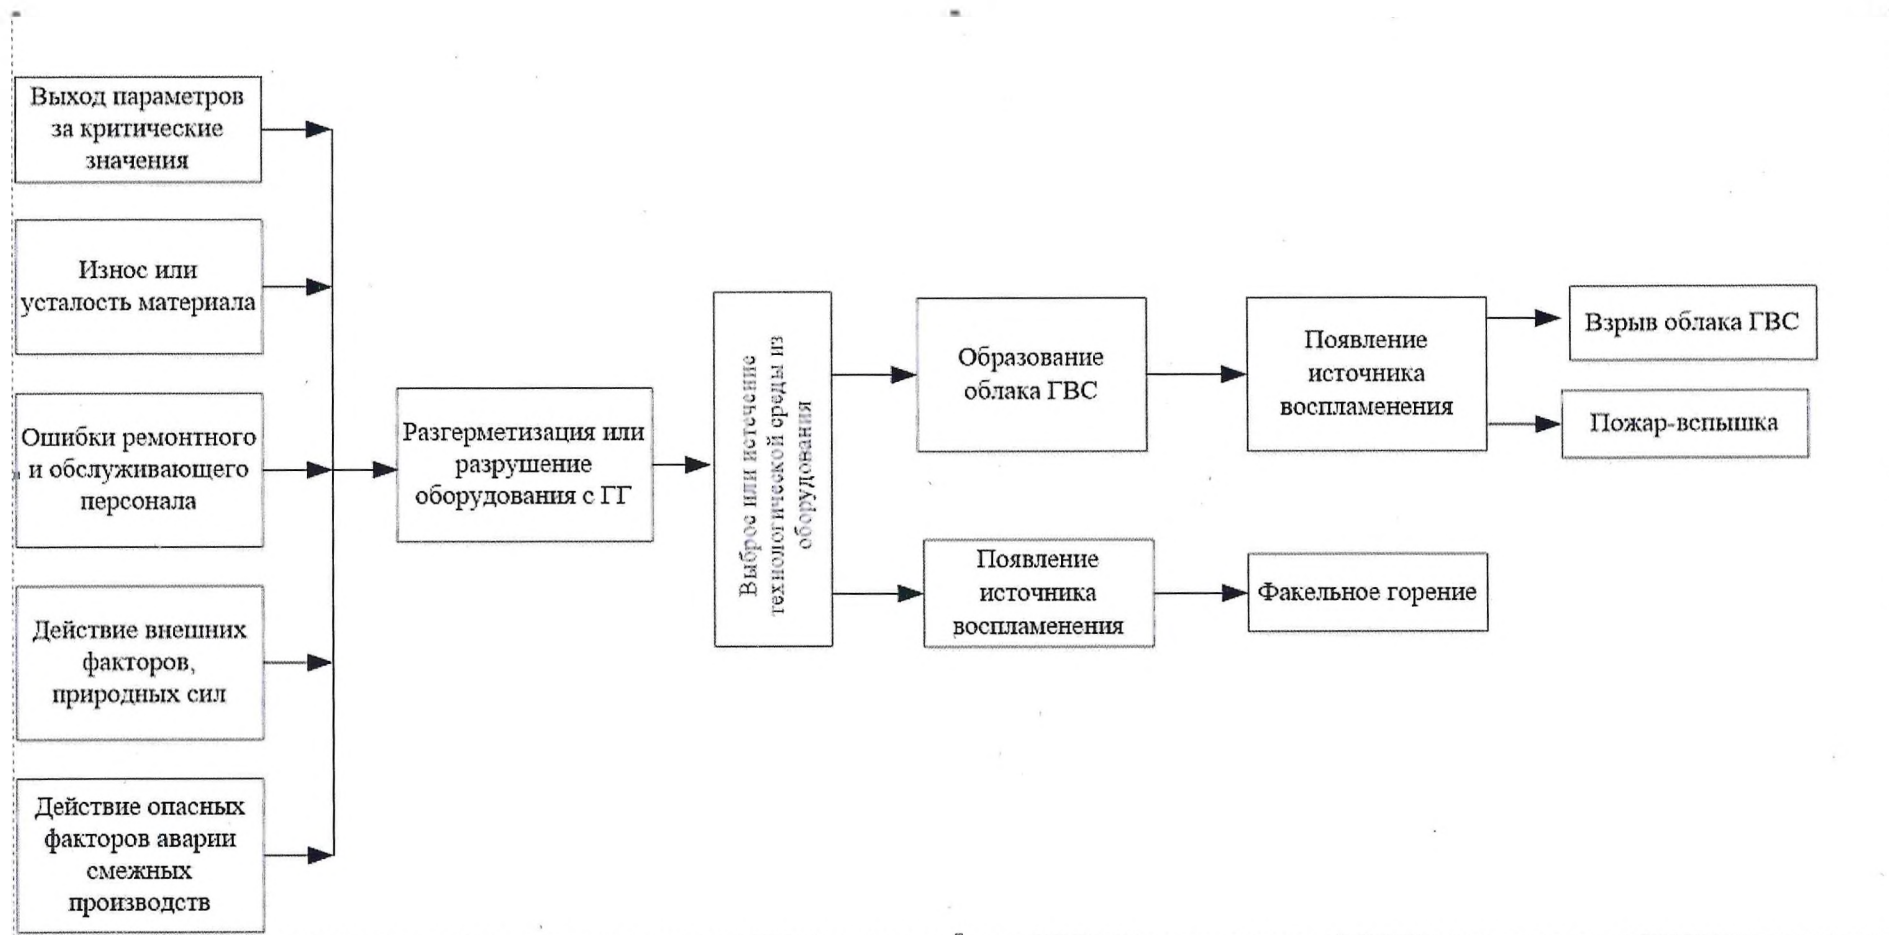 Выход параметров
за критические
значения
Износ или
усталость материала
Ошибки ремонтного
и обслуживающего
персонала
Действие внешних
факторов,
природных сил
Действие опасных
факторов аварии
смежных
производств
Разгерметизация или
разрушение
оборудования с ГГ
Выброс или истечение
технологической среды из
оборудования
Образование
облака ГВС
Появление
источника
воспламенения
Взрыв облака ГВС
Пожар-вспышка
Появление
источника
воспламенения
Факельное горение